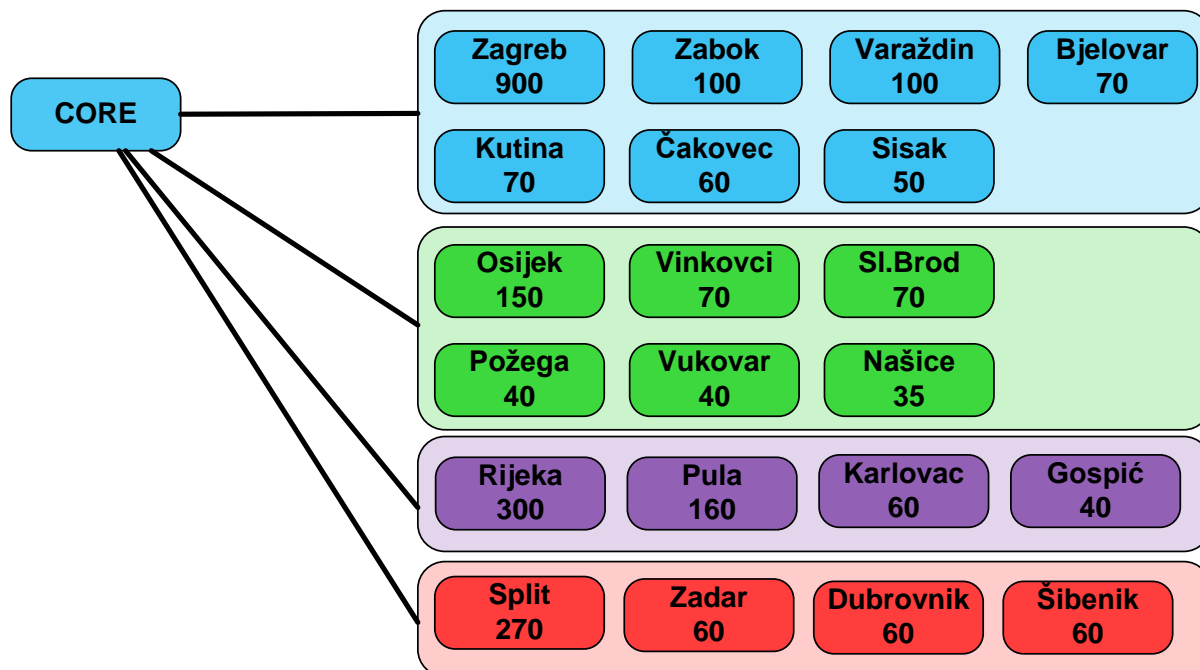 CORE
Zagreb
900
Zabok
100
Varaždin
100
Bjelovar
70
Kutina
70
Čakovec
60
Sisak
50
Osijek
150
Vinkovci
70
Sl.Brod
70
Požega
40
Vukovar
40
Našice
35
Rijeka
300
Pula
160
Karlovac
60
Gospić
40
Split
270
Zadar
60
Dubrovnik
60
Šibenik
60